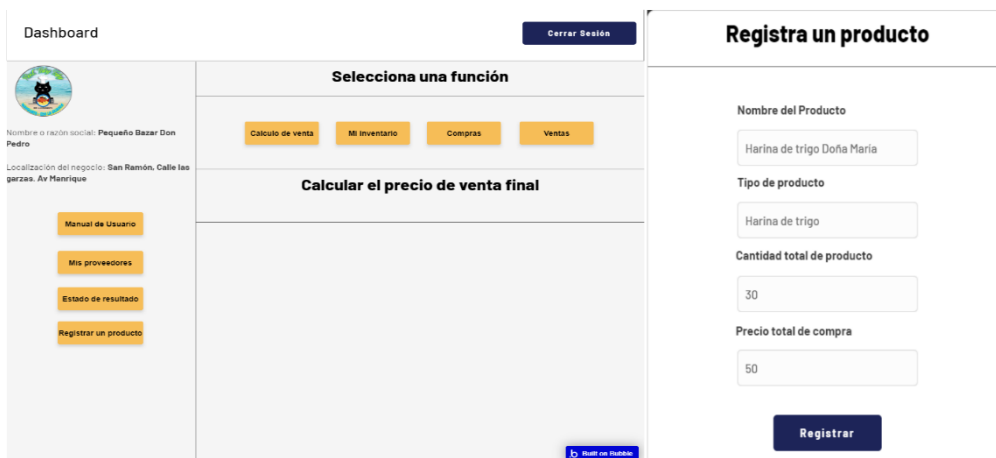 Dashboard
Cerrar Sesión
Nombre o razón social: Pequeño Bazar Don
Pedro
Localización del negocio: San Ramón, Calle las
garzas. Av Manrique
Manual de Usuario
Mis proveedores
Estado de resultado
Registrar un producto
Selecciona una función
Calculo de venta
Mi inventario
Compras
Ventas
Calcular el precio de venta final
Built on Bubble
Registra un producto
Nombre del Producto
Harina de trigo Doña María
Tipo de producto
Harina de trigo
Cantidad total de producto
30
Precio total de compra
50
Registrar